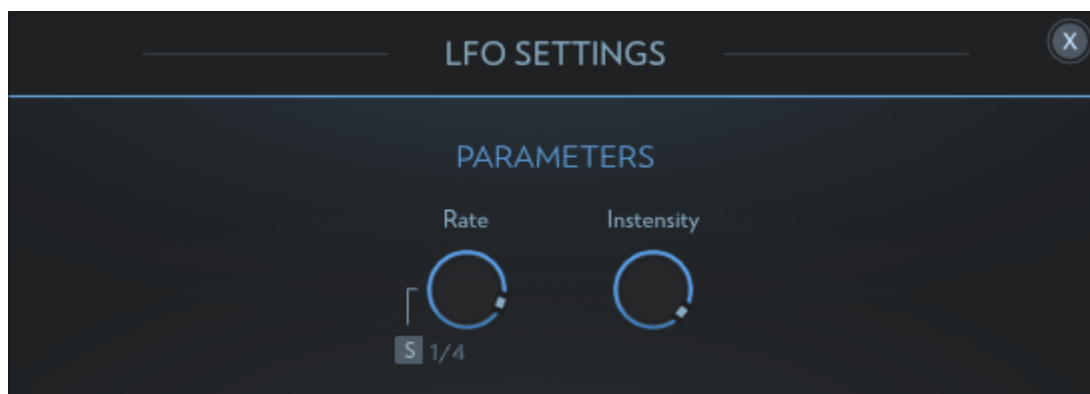 LFO SETTINGS
X
PARAMETERS
Rate
Instensity
S 1/4